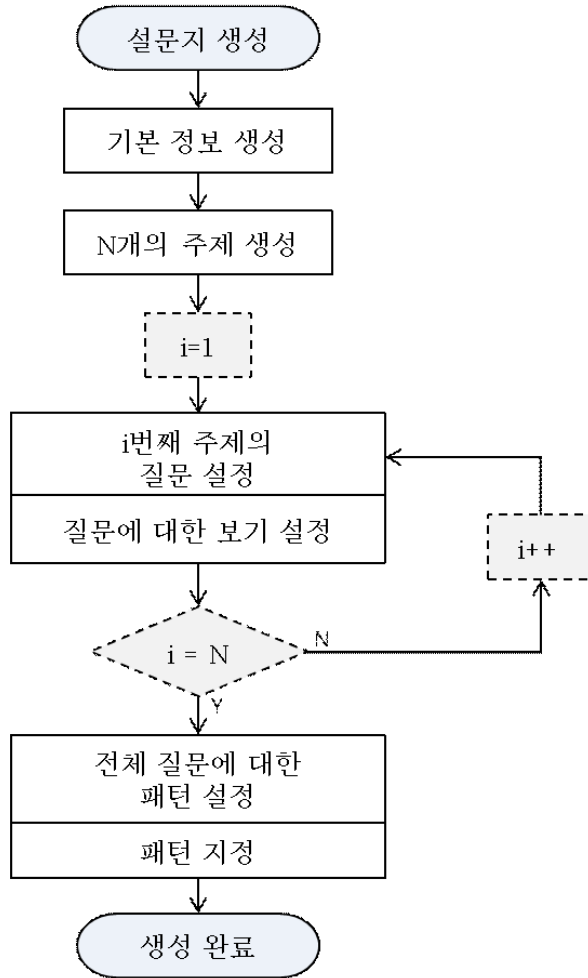 설문지 생성
기본 정보 생성
N개의 주제 생성
i=1
i번째 주제의
질문 설정
질문에 대한 보기 설정
i++
i = N
N
Y
전체 질문에 대한
패턴 설정
패턴 지정
생성 완료